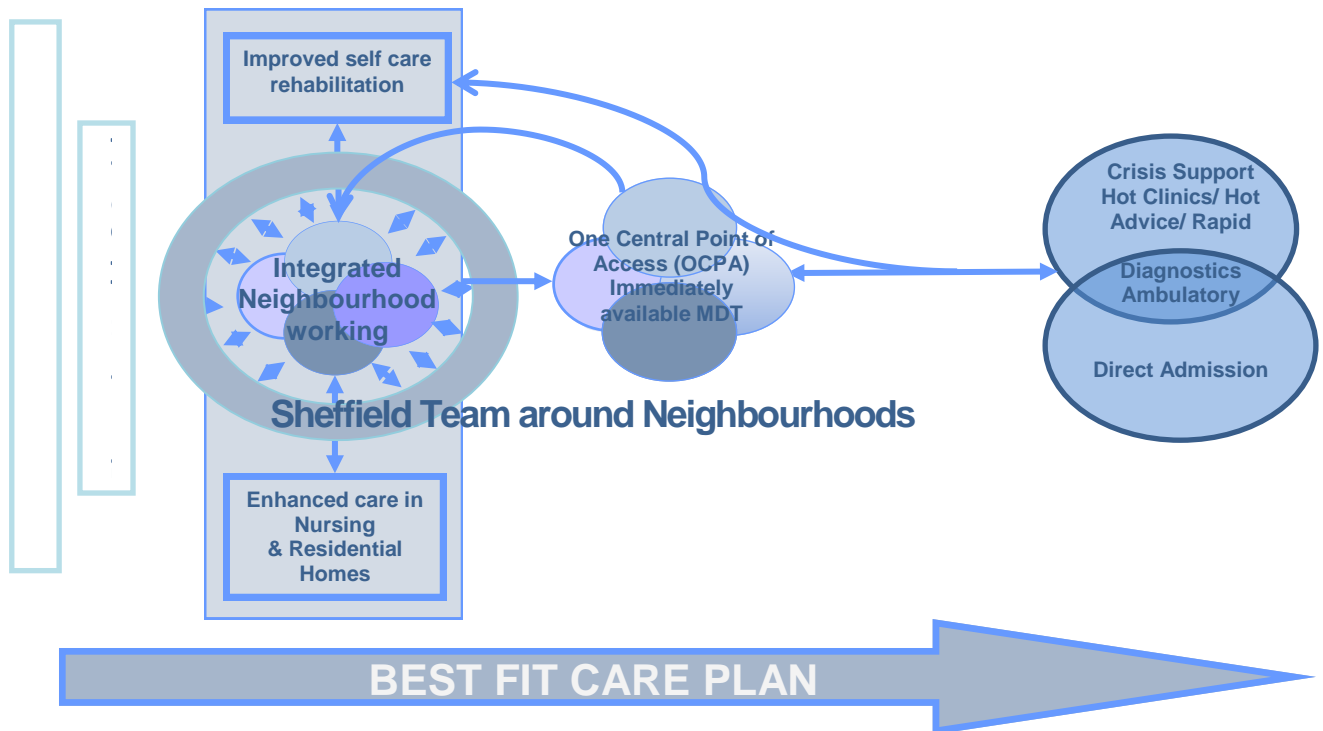 Improved self care
rehabilitation
Integrated
Neighbourhood
working
One Central Point of
Access (OCPA)
Immediately
available MDT
Crisis Support
Hot Clinics/ Hot
Advice/ Rapid
Diagnostics
Ambulatory
Direct Admission
Sheffield Team around Neighbourhoods
Enhanced care in
Nursing
& Residential
Homes
BEST FIT CARE PLAN